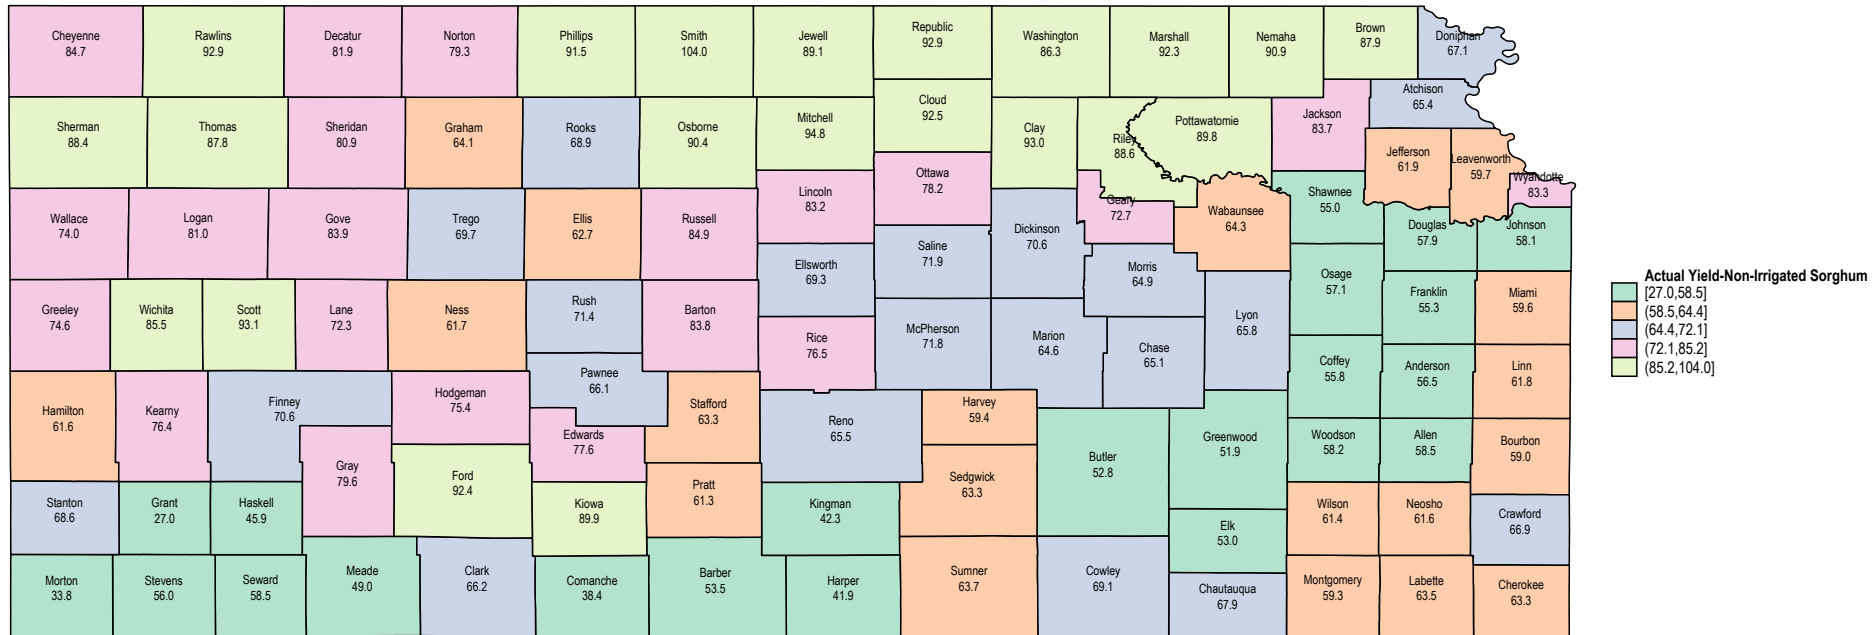 Cheyenne
84.7
Rawlins
92.9
Decatur
81.9
Norton
79.3
Phillips
91.5
Smith
104.0
Jewell
89.1
Republic
92.9
Washington
86.3
Marshall
92.3
Nemaha
90.9
Brown
87.9
Doniphan
67.1
Sherman
88.4
Thomas
87.8
Sheridan
80.9
Graham
64.1
Rooks
68.9
Osborne
90.4
Mitchell
94.8
Cloud
92.5
Clay
93.0
Riley
88.6
Pottawatomie
89.8
Jackson
83.7
Atchison
65.4
Jefferson
61.9
Leavenworth
59.7
Wyandotte
83.3
Wallace
74.0
Logan
81.0
Gove
83.9
Trego
69.7
Ellis
62.7
Russell
84.9
Lincoln
83.2
Ottawa
78.2
Dickinson
70.6
Geary
72.7
Wabaunsee
64.3
Shawnee
55.0
Douglas
57.9
Johnson
58.1
Ellsworth
69.3
Saline
71.9
Morris
64.9
Osage
57.1
Franklin
55.3
Miami
59.6
Greeley
74.6
Wichita
85.5
Scott
93.1
Lane
72.3
Ness
61.7
Rush
71.4
Barton
83.8
Rice
76.5
McPherson
71.8
Marion
64.6
Chase
65.1
Lyon
65.8
Coffey
55.8
Anderson
56.5
Linn
61.8
Hamilton
61.6
Kearny
76.4
Finney
70.6
Hodgeman
75.4
Pawnee
66.1
Stafford
63.3
Reno
65.5
Harvey
59.4
Gray
79.6
Ford
92.4
Edwards
77.6
Pratt
61.3
Sedgwick
63.3
Butler
52.8
Greenwood
51.9
Woodson
58.2
Allen
58.5
Bourbon
59.0
Stanton
68.6
Grant
27.0
Haskell
45.9
Kiowa
89.9
Kingman
42.3
Elk
53.0
Wilson
61.4
Neosho
61.6
Crawford
66.9
Morton
33.8
Stevens
56.0
Seward
58.5
Meade
49.0
Clark
66.2
Comanche
38.4
Barber
53.5
Harper
41.9
Sumner
63.7
Cowley
69.1
Chautauqua
67.9
Montgomery
59.3
Labette
63.5
Cherokee
63.3
Actual Yield-Non-Irrigated Sorghum
[27.0,58.5]
(58.5,64.4]
(64.4,72.1]
(72.1,85.2]
(85.2,104.0]